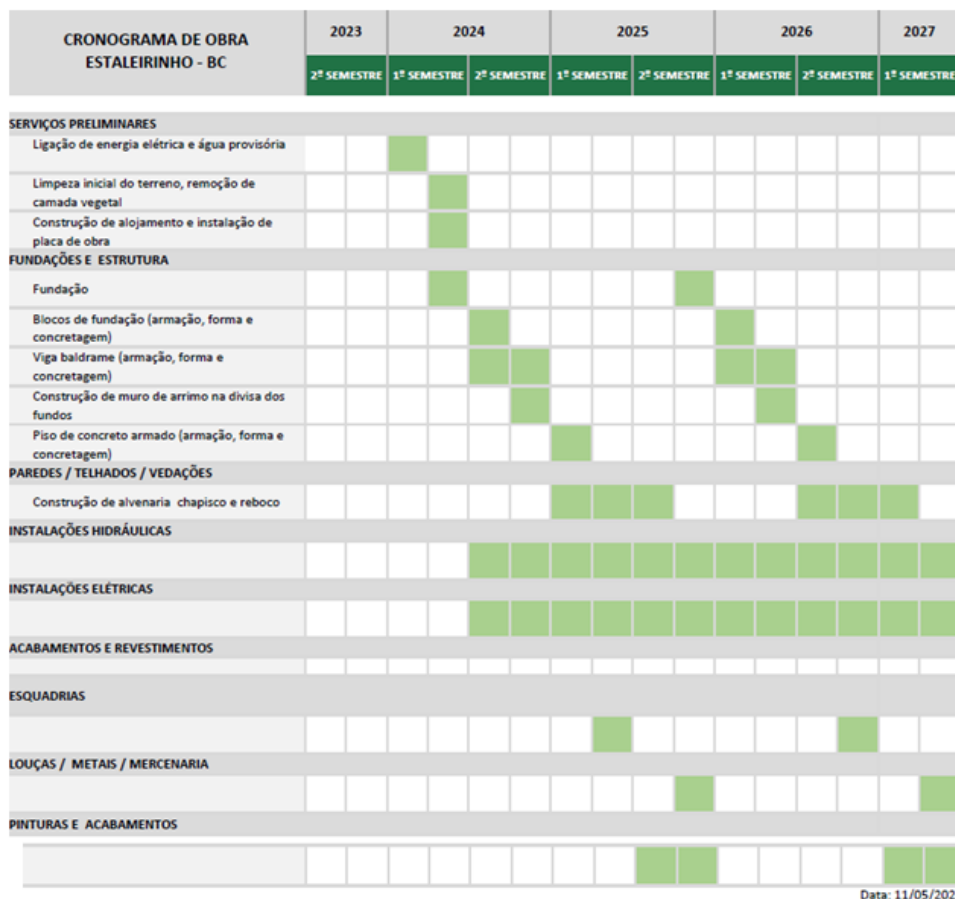 CRONOGRAMA DE OBRA
ESTALEIRINHO - BC
2023 2024 2025 2026 2027
2º SEMESTRE 1º SEMESTRE 2º SEMESTRE 1º SEMESTRE 2º SEMESTRE 1º SEMESTRE 2º SEMESTRE 1º SEMESTRE
SERVIÇOS PRELIMINARES
Ligação de energia elétrica e água provisória
Limpeza inicial do terreno, remoção de
camada vegetal
Construção de alojamento e instalação de
placa de obra
FUNDAÇÕES E ESTRUTURA
Fundação
Blocos de fundação (armação, forma e
concretagem)
Viga baldrame (armação, forma e
concretagem)
Construção de muro de arrimo na divisa dos
fundos
Piso de concreto armado (armação, forma e
concretagem)
PAREDES / TELHADOS / VEDAÇÕES
Construção de alvenaria chapisco e reboco
INSTALAÇÕES HIDRÁULICAS
INSTALAÇÕES ELÉTRICAS
ACABAMENTOS E REVESTIMENTOS
ESQUADRIAS
LOUÇAS / METAIS / MERCENARIA
PINTURAS E ACABAMENTOS
Data: 11/05/202